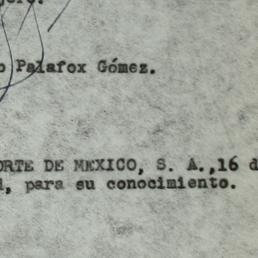 Palafox Gómez.
ORTE DE MEXICO, S. A.,16 d
, para su conocimiento.